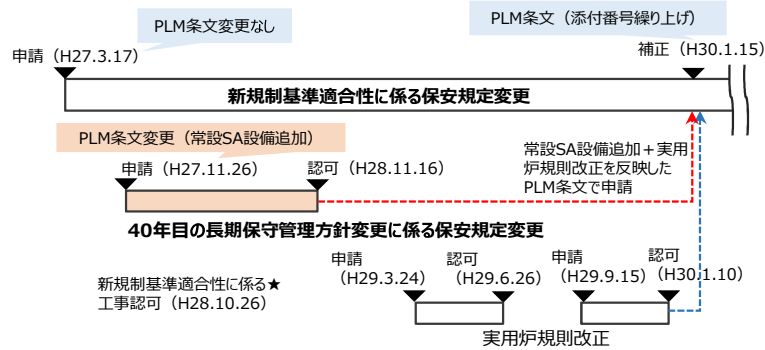 PLM条文変更なし
PLM条文（添付番号繰り上げ）
申請（H27.3.17）
補正（H30.1.15）
新規制基準適合性に係る保安規定変更
PLM条文変更（常設SA設備追加）
申請（H27.11.26）
認可（H28.11.16）
常設SA設備追加＋実用
炉規則改正を反映した
PLM条文で申請
40年目の長期保守管理方針変更に係る保安規定変更
申請
（H29.3.24）
認可
（H29.6.26）
申請
（H29.9.15）
認可
（H30.1.10）
新規制基準適合性に係る★
工事認可（H28.10.26）
実用炉規則改正